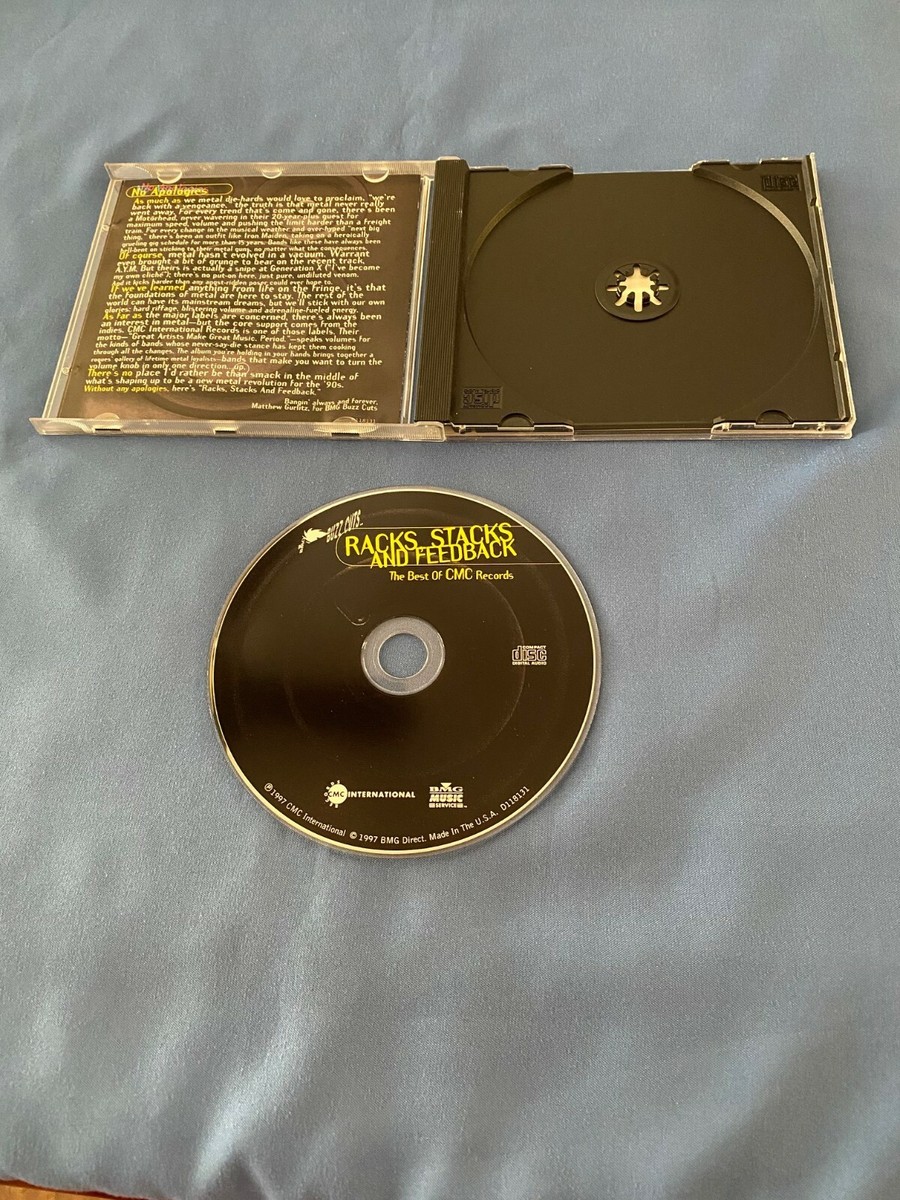 No Apologies
As much as we metal die-hards would love to proclaim, "we're
back with a vengeance," the truth is that metal never really
went away. For every trend that's come and gone, there's been
a Motorhead, never wavering in their 20-year-plus quest for
maximum speed, volume and pushing the limit harder than a freight
train. For every change in the musical weather and over-hyped "next big
thing," there's been an outfit like Iron Maiden, taking on a heroically
grueling gig schedule for more than 15 years. Bands like these have always been
hell-bent on sticking to their metal guns, no matter what the consequences.
Of course, metal hasn't evolved in a vacuum. Warrant
even brought a bit of grunge to bear on the recent track,
A.Y.M. But theirs is actually a snipe at Generation X ("I've become
my own cliché"); there's no put-on here, just pure, undiluted venom.
And it kicks harder than any angst-ridden poser could ever hope to.
If we've learned anything from life on the fringe, it's that
the foundations of metal are here to stay. The rest of the
world can have its mainstream dreams, but we'll stick with our own
glories: hard riffage, blistering volume and adrenaline-fueled energy.
As far as the major labels are concerned, there's always been
an interest in metal—but the core support comes from the
indies. CMC International Records is one of those labels. Their
motto—"Great Artists Make Great Music. Period."—speaks volumes for
the kinds of bands whose never-say-die stance has kept them cooking
through all the changes. The album you're holding in your hands brings together a
rogues' gallery of lifetime metal loyalists—bands that make you want to turn the
volume knob in only one direction...up.
There's no place I'd rather be than smack in the middle of
what's shaping up to be a new metal revolution for the '90s.
Without any apologies, here's "Racks, Stacks And Feedback."
Bangin' always and forever,
Matthew Gurlitz, for BMG Buzz Cuts
BUZZ CUTS™
RACKS, STACKS
AND FEEDBACK
The Best Of CMC Records
COMPACT
disc
DIGITAL AUDIO
CMC INTERNATIONAL
BMG
MUSIC
SERVICE™
℗1997 CMC International © 1997 BMG Direct. Made In The U.S.A. D118131